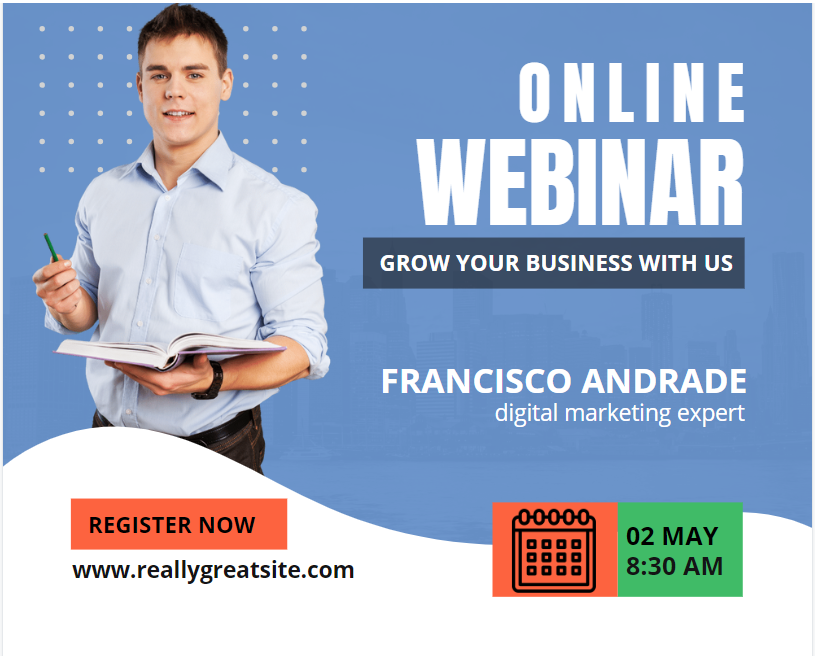 ONLINE
WEBINAR
GROW YOUR BUSINESS WITH US
FRANCISCO ANDRADE
digital marketing expert
REGISTER NOW
www.reallygreatsite.com
02 MAY
8:30 AM